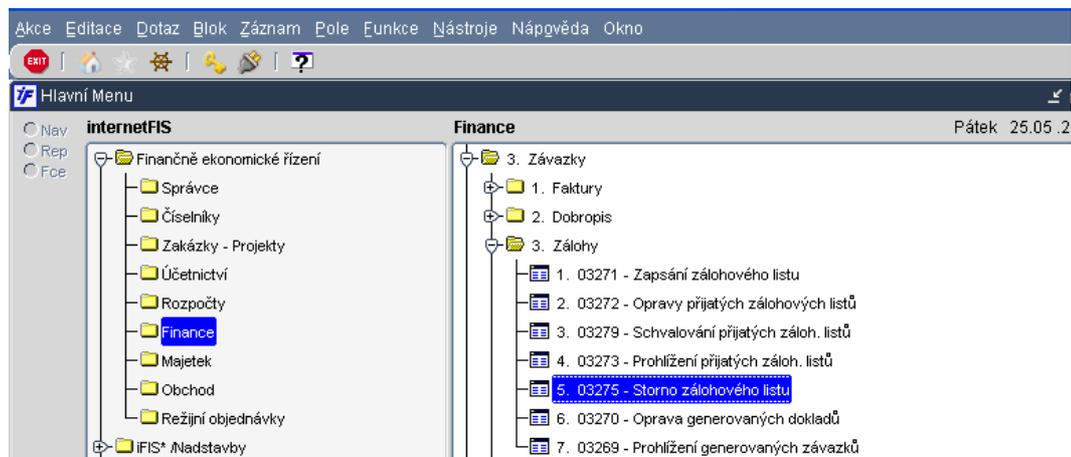 Akce Editace Dotaz Blok Záznam Pole Funkce Nástroje Nápověda Okno
EXIT
Hlavní Menu
Nav
Rep
Fce
internetFIS
Finančně ekonomické řízení
Správce
Číselníky
Zakázky - Projekty
Účetnictví
Rozpočty
Finance
Majetek
Obchod
Režijní objednávky
iFIS* /Nadstavby
Finance
Pátek 25.05.2
3. Závazky
1. Faktury
2. Dobropis
3. Zálohy
1. 03271 - Zapsání zálohového listu
2. 03272 - Opravy přijatých zálohových listů
3. 03279 - Schvalování přijatých záloh. listů
4. 03273 - Prohlížení přijatých záloh. listů
5. 03275 - Storno zálohového listu
6. 03270 - Oprava generovaných dokladů
7. 03269 - Prohlížení generovaných závazků